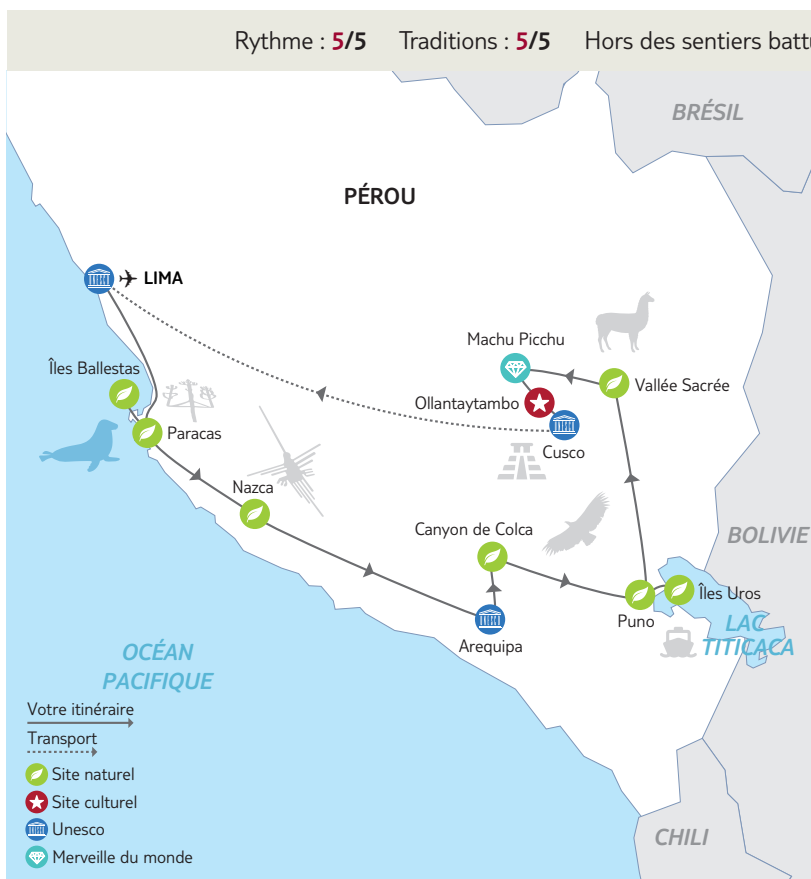 Rythme : 5/5 Traditions : 5/5 Hors des sentiers battu
BRÉSIL
PÉROU
LIMA
Machu Picchu
Îles Ballestas
Vallée Sacrée
Ollantaytambo
Paracas
Cusco
Nazca
Canyon de Colca
BOLIVIE
Îles Uros
Puno
LAC
TITICACA
Arequipa
OCÉAN
PACIFIQUE
Votre itinéraire
Transport
Site naturel
Site culturel
Unesco
Merveille du monde
CHILI